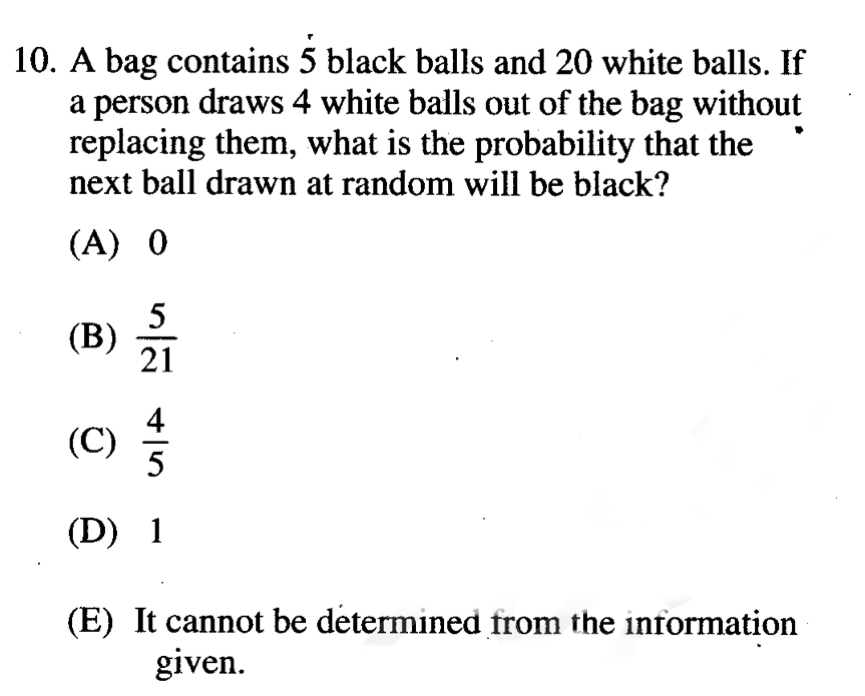 10. A bag contains 5 black balls and 20 white balls. If
a person draws 4 white balls out of the bag without
replacing them, what is the probability that the
next ball drawn at random will be black?
(A) 0
(B) 5/21
(C) 4/5
(D) 1
(E) It cannot be determined from the information
given.